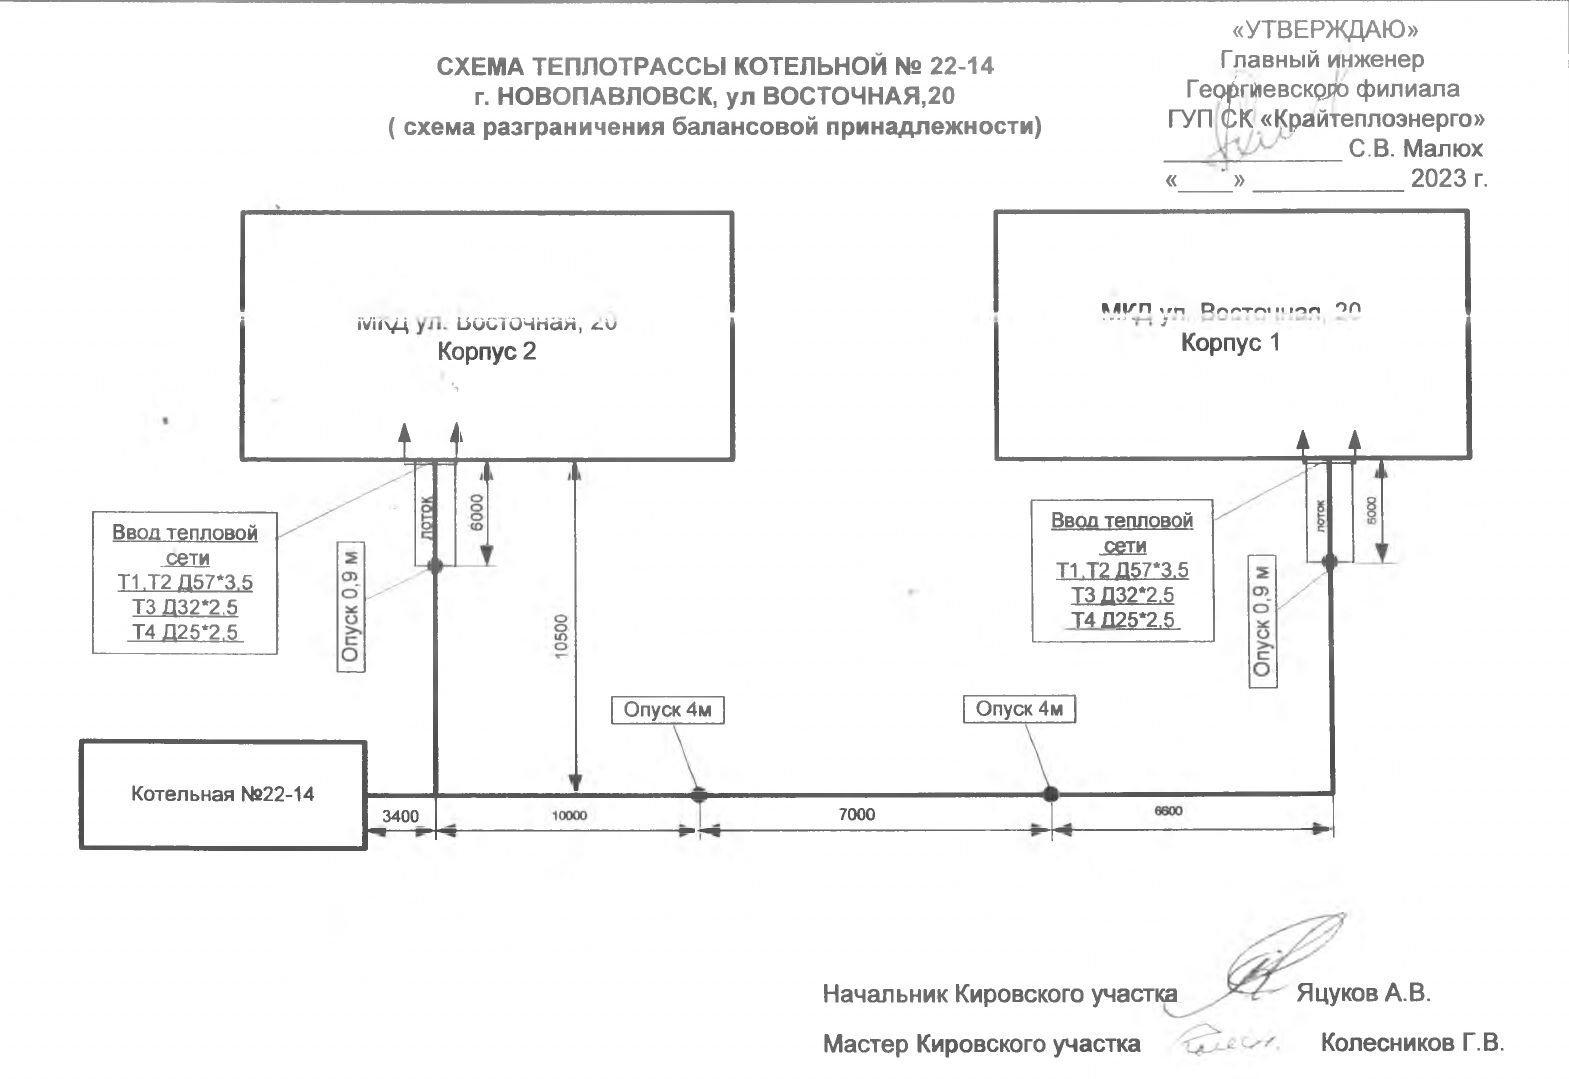 «УТВЕРЖДАЮ»
Главный инженер
Георгиевского филиала
ГУП СК «Крайтеплоэнерго»
______________ С.В. Малюх
«____» ____________ 2023 г.
СХЕМА ТЕПЛОТРАССЫ КОТЕЛЬНОЙ № 22-14
г. НОВОПАВЛОВСК, ул ВОСТОЧНАЯ,20
( схема разграничения балансовой принадлежности)
МКД ул. Восточная, 20
Корпус 2
МКД ул. Восточная, 20
Корпус 1
лоток
6000
Ввод тепловой
сети
Т1,Т2 Д57*3,5
Т3 Д32*2,5
Т4 Д25*2,5
Опуск 0,9 м
10500
лоток
6000
Ввод тепловой
сети
Т1,Т2 Д57*3,5
Т3 Д32*2,5
Т4 Д25*2,5
Опуск 0,9 м
Опуск 4м
Опуск 4м
Котельная №22-14
3400
10000
7000
6600
Начальник Кировского участка Яцуков А.В.
Мастер Кировского участка Колесников Г.В.